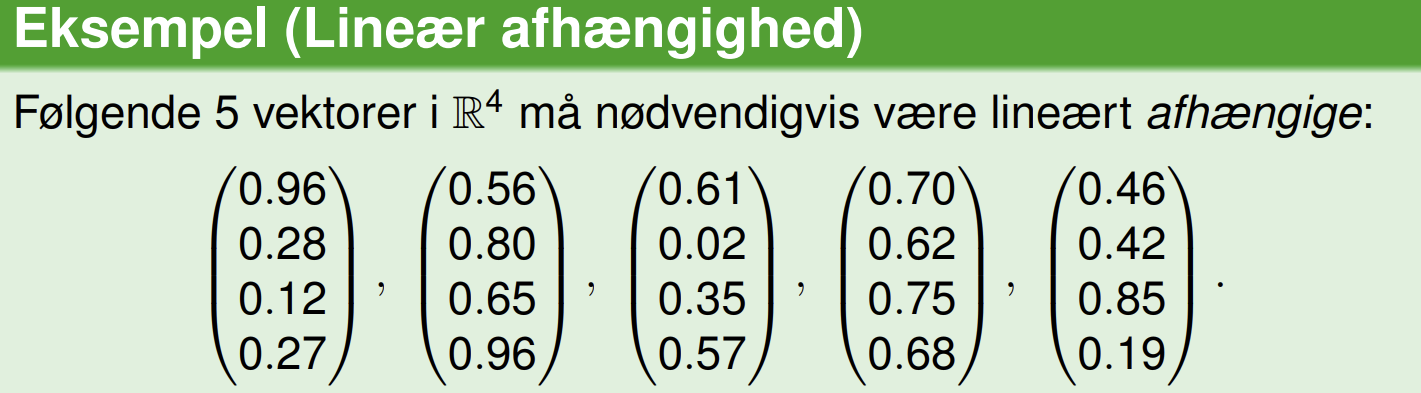 Eksempel (Lineær afhængighed)
Følgende 5 vektorer i ℝ⁴ må nødvendigvis være lineært afhængige:
(0.96) (0.56) (0.61) (0.70) (0.46)
(0.28) (0.80) (0.02) (0.62) (0.42)
(0.12), (0.65), (0.35), (0.75), (0.85).
(0.27) (0.96) (0.57) (0.68) (0.19)